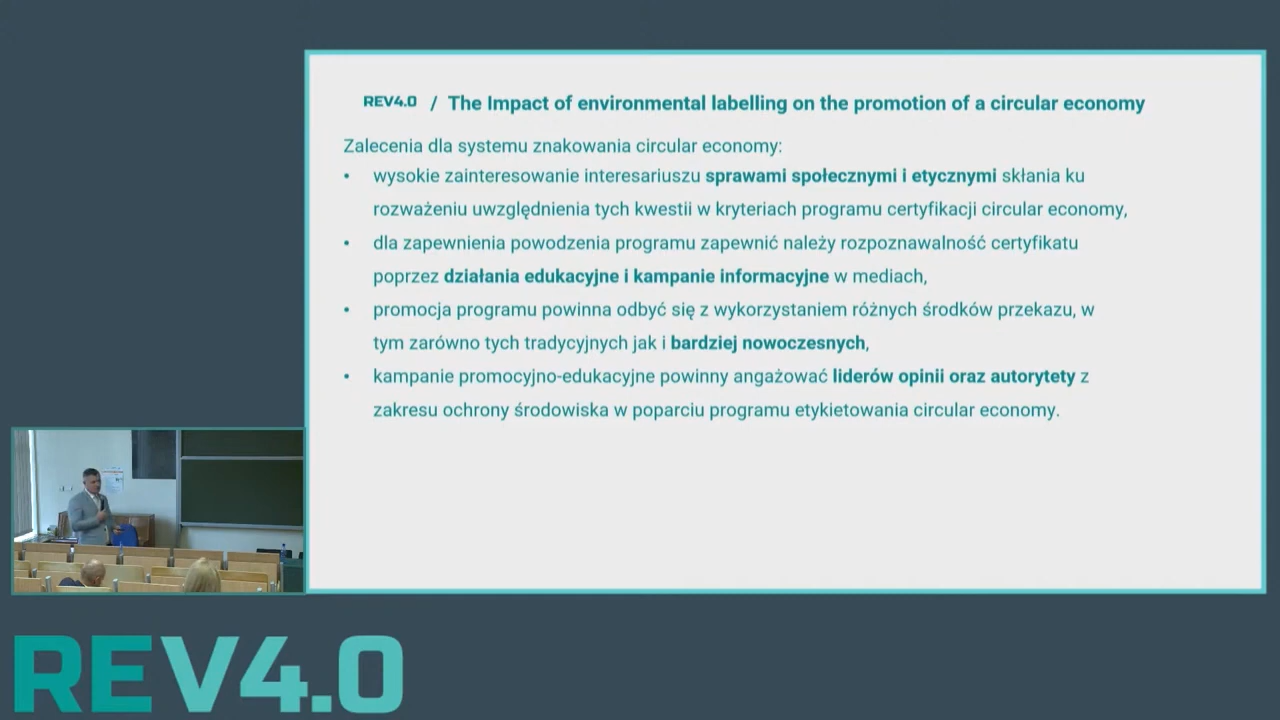 REV4.0 / The Impact of environmental labelling on the promotion of a circular economy
Zalecenia dla systemu znakowania circular economy:
• wysokie zainteresowanie interesariuszu sprawami społecznymi i etycznymi skłania ku
rozważeniu uwzględnienia tych kwestii w kryteriach programu certyfikacji circular economy,
• dla zapewnienia powodzenia programu zapewnić należy rozpoznawalność certyfikatu
poprzez działania edukacyjne i kampanie informacyjne w mediach,
• promocja programu powinna odbyć się z wykorzystaniem różnych środków przekazu, w
tym zarówno tych tradycyjnych jak i bardziej nowoczesnych,
• kampanie promocyjno-edukacyjne powinny angażować liderów opinii oraz autorytety z
zakresu ochrony środowiska w poparciu programu etykietowania circular economy.
REV4.0